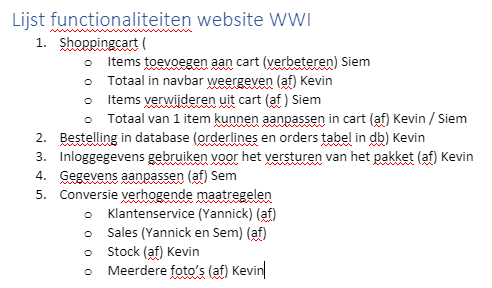 Lijst functionaliteiten website WWI
1. Shoppingcart (
o Items toevoegen aan cart (verbeteren) Siem
o Totaal in navbar weergeven (af) Kevin
o Items verwijderen uit cart (af ) Siem
o Totaal van 1 item kunnen aanpassen in cart (af) Kevin / Siem
2. Bestelling in database (orderlines en orders tabel in db) Kevin
3. Inloggegevens gebruiken voor het versturen van het pakket (af) Kevin
4. Gegevens aanpassen (af) Sem
5. Conversie verhogende maatregelen
o Klantenservice (Yannick) (af)
o Sales (Yannick en Sem) (af)
o Stock (af) Kevin
o Meerdere foto’s (af) Kevin